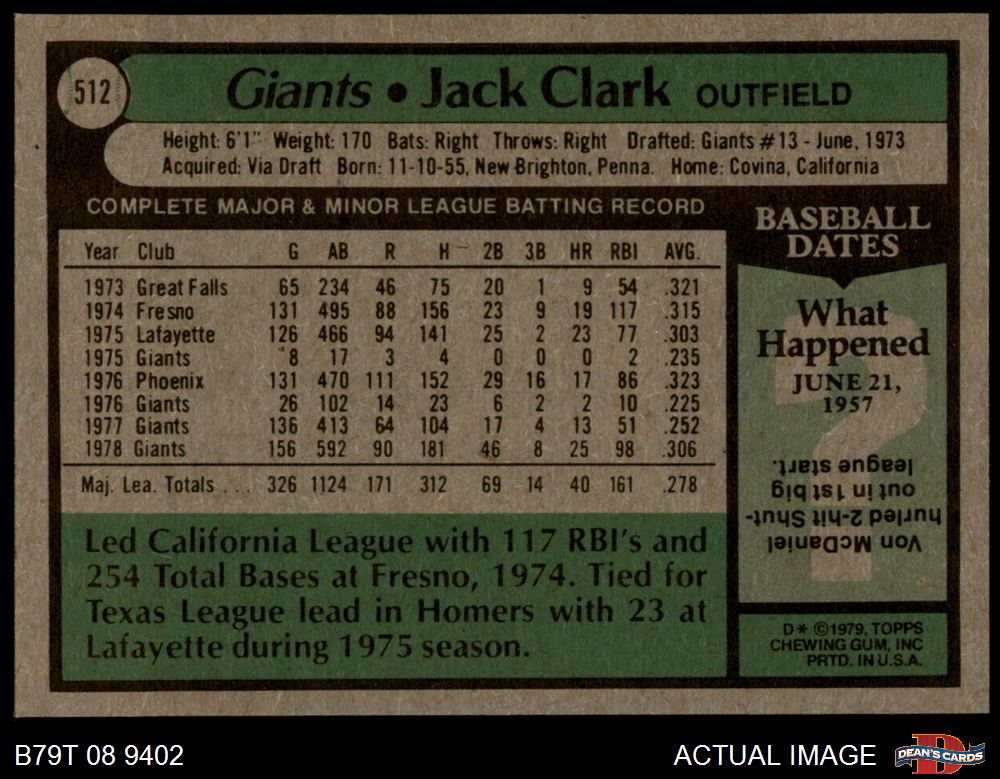 512
Giants • Jack Clark OUTFIELD
Height: 6'1" Weight: 170 Bats: Right Throws: Right Drafted: Giants #13 - June, 1973
Acquired: Via Draft Born: 11-10-55, New Brighton, Penna. Home: Covina, California
COMPLETE MAJOR & MINOR LEAGUE BATTING RECORD
Year Club G AB R H 2B 3B HR RBI AVG.
1973 Great Falls 65 234 46 75 20 1 9 54 .321
1974 Fresno 131 495 88 156 23 9 19 117 .315
1975 Lafayette 126 466 94 141 25 2 23 77 .303
1975 Giants 8 17 3 4 0 0 0 2 .235
1976 Phoenix 131 470 111 152 29 16 17 86 .323
1976 Giants 26 102 14 23 6 2 2 10 .225
1977 Giants 136 413 64 104 17 4 13 51 .252
1978 Giants 156 592 90 181 46 8 25 98 .306
Maj. Lea. Totals . . . 326 1124 171 312 69 14 40 161 .278
Led California League with 117 RBI's and
254 Total Bases at Fresno, 1974. Tied for
Texas League lead in Homers with 23 at
Lafayette during 1975 season.
BASEBALL
DATES
What
Happened
JUNE 21,
1957
?
Von McDaniel
hurled 2-hit Shut-
out in 1st big
league start.
D* ©1979, TOPPS
CHEWING GUM, INC
PRTD. IN U.S.A.
B79T 08 9402
ACTUAL IMAGE
DEAN'S CARDS